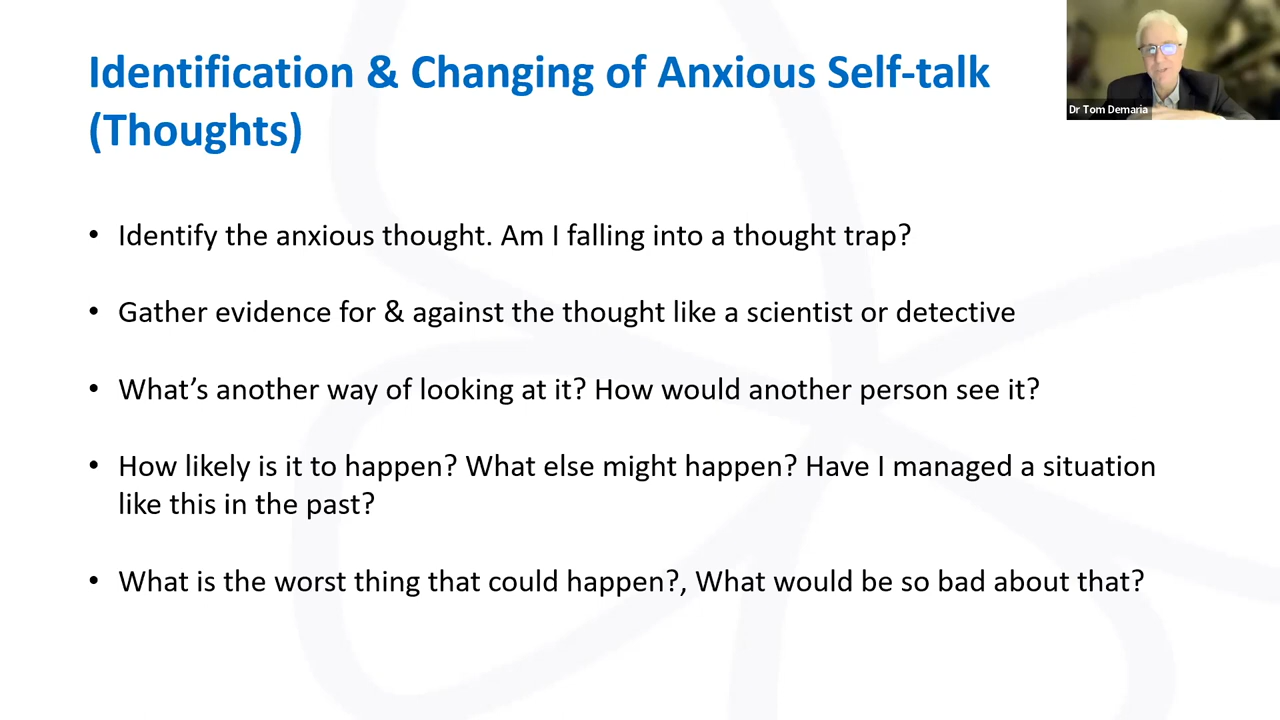 Identification & Changing of Anxious Self-talk
(Thoughts)
Dr Tom Demaria
• Identify the anxious thought. Am I falling into a thought trap?
• Gather evidence for & against the thought like a scientist or detective
• What’s another way of looking at it? How would another person see it?
• How likely is it to happen? What else might happen? Have I managed a situation
like this in the past?
• What is the worst thing that could happen?, What would be so bad about that?